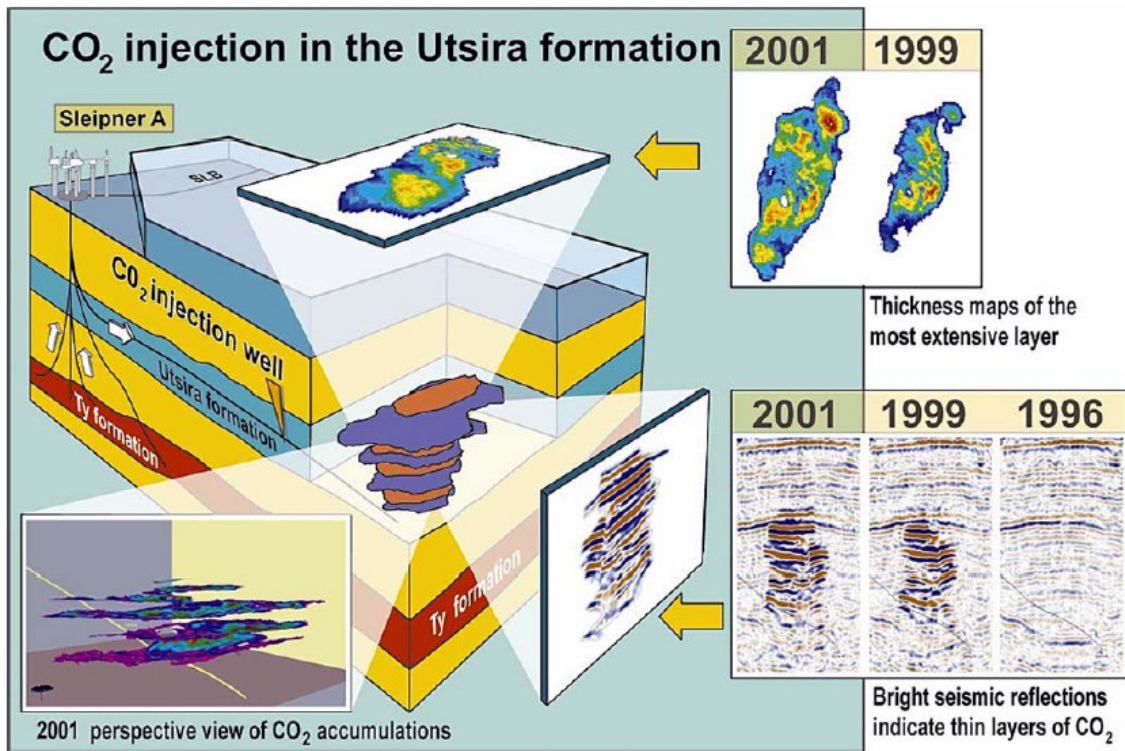 CO₂ injection in the Utsira formation
2001 1999
Sleipner A
SLB
CO₂ injection well
Utsira formation
Ty formation
Ty formation
Thickness maps of the
most extensive layer
2001 1999 1996
Bright seismic reflections
indicate thin layers of CO₂
2001 perspective view of CO₂ accumulations